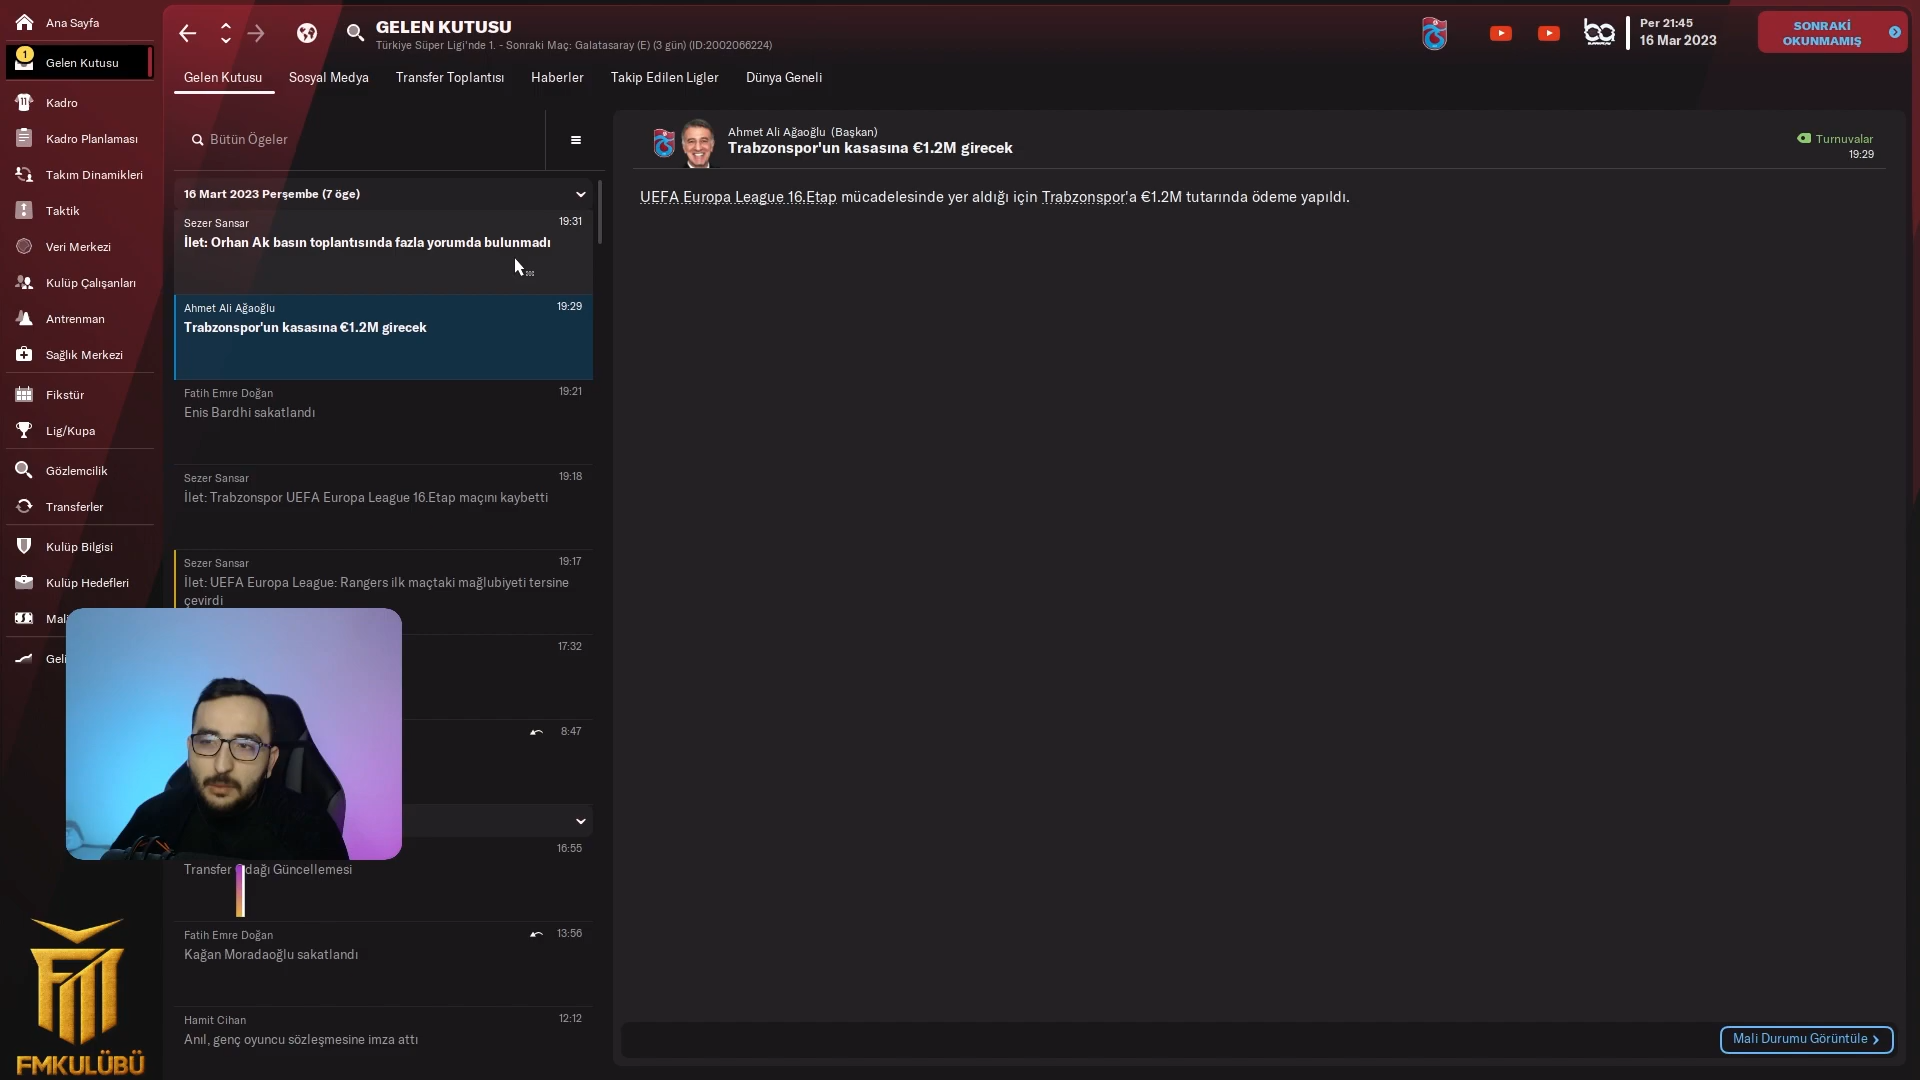 Ana Sayfa
1
Gelen Kutusu
Kadro
Kadro Planlaması
Takım Dinamikleri
Taktik
Veri Merkezi
Kulüp Çalışanları
Antrenman
Sağlık Merkezi
Fikstür
Lig/Kupa
Gözlemcilik
Transferler
Kulüp Bilgisi
Kulüp Hedefleri
FMKULÜBÜ
GELEN KUTUSU
Türkiye Süper Ligi'nde 1. - Sonraki Maç: Galatasaray (E) (3 gün) (ID:2002066224)
Per 21:45
16 Mar 2023
SONRAKİ
OKUNMAMIŞ
Gelen Kutusu Sosyal Medya Transfer Toplantısı Haberler Takip Edilen Ligler Dünya Geneli
Bütün Ögeler
16 Mart 2023 Perşembe (7 öge)
Sezer Sansar 19:31
İlet: Orhan Ak basın toplantısında fazla yorumda bulunmadı
Ahmet Ali Ağaoğlu 19:29
Trabzonspor'un kasasına €1.2M girecek
Fatih Emre Doğan 19:21
Enis Bardhi sakatlandı
Sezer Sansar 19:18
İlet: Trabzonspor UEFA Europa League 16.Etap maçını kaybetti
Sezer Sansar 19:17
İlet: UEFA Europa League: Rangers ilk maçtaki mağlubiyeti tersine
çevirdi
17:32
8:47
16:55
Transfer Güncellemesi
Fatih Emre Doğan 13:56
Kağan Moradaoğlu sakatlandı
Hamit Cihan 12:12
Anıl, genç oyuncu sözleşmesine imza attı
Ahmet Ali Ağaoğlu (Başkan)
Trabzonspor'un kasasına €1.2M girecek
Turnuvalar
19:29
UEFA Europa League 16.Etap mücadelesinde yer aldığı için Trabzonspor'a €1.2M tutarında ödeme yapıldı.
Mali Durumu Görüntüle